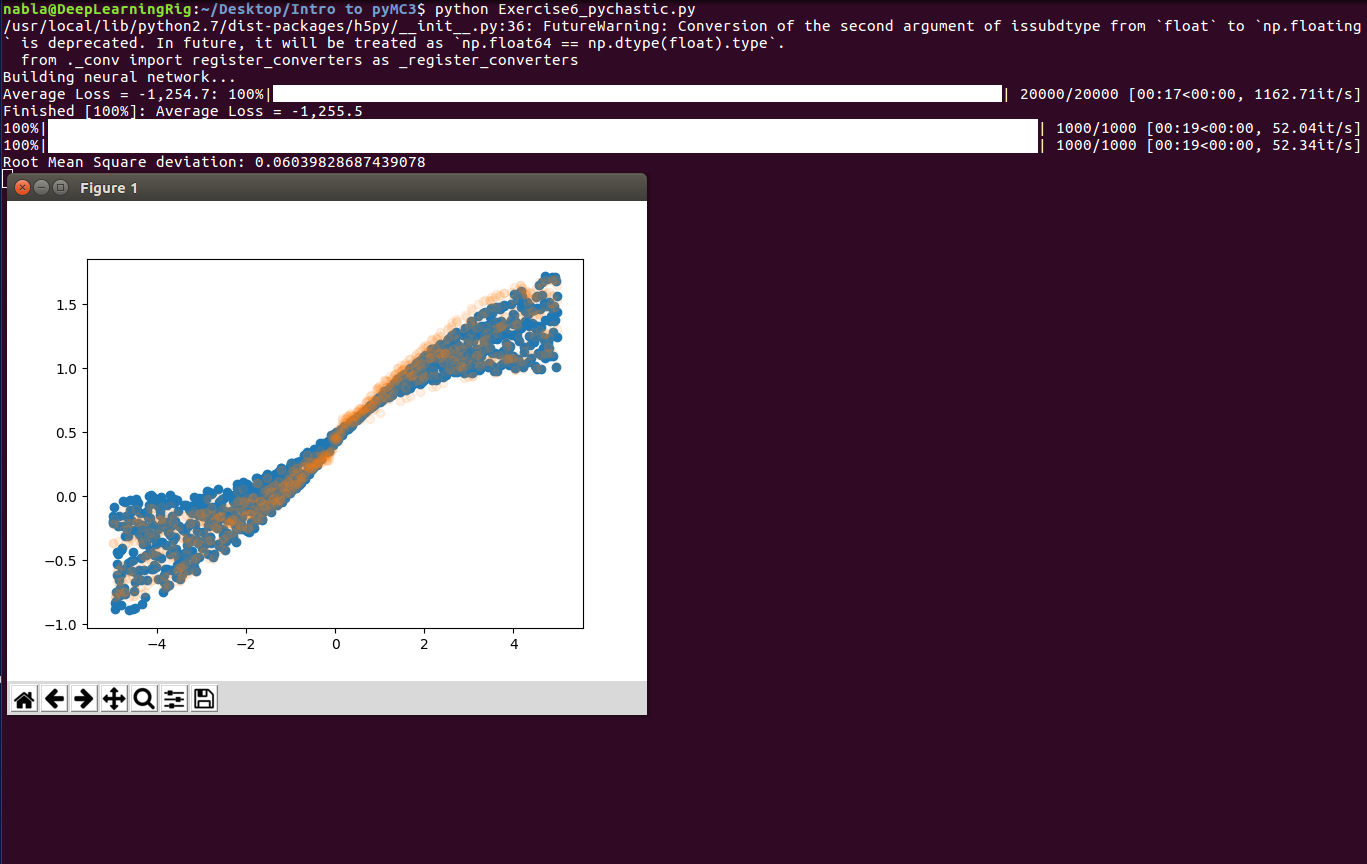 nabla@DeepLearningRig:~/Desktop/Intro to pyMC3$ python Exercise6_pychastic.py
/usr/local/lib/python2.7/dist-packages/h5py/__init__.py:36: FutureWarning: Conversion of the second argument of issubdtype from `float` to `np.floating
` is deprecated. In future, it will be treated as `np.float64 == np.dtype(float).type`.
  from ._conv import register_converters as _register_converters
Building neural network...
Average Loss = -1,254.7: 100%| | 20000/20000 [00:17<00:00, 1162.71it/s]
Finished [100%]: Average Loss = -1,255.5
100%| | 1000/1000 [00:19<00:00, 52.04it/s]
100%| | 1000/1000 [00:19<00:00, 52.34it/s]
Root Mean Square deviation: 0.06039828687439078
Figure 1
1.5
1.0
0.5
0.0
−0.5
−1.0
−4 −2 0 2 4